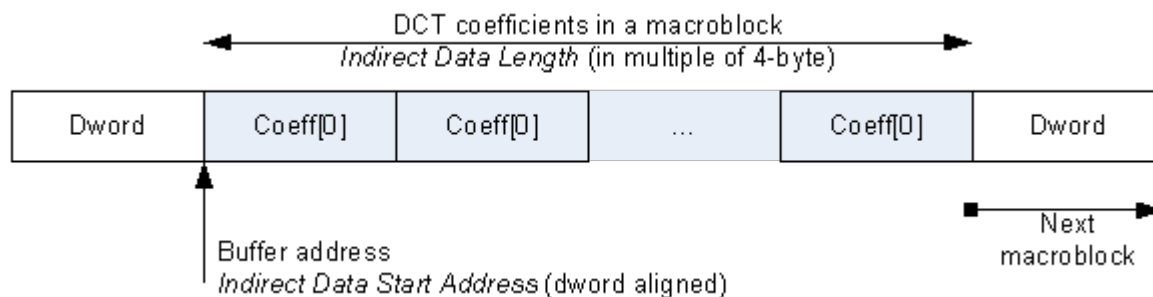 DCT coefficients in a macroblock
Indirect Data Length (in multiple of 4-byte)
Dword Coeff[0] Coeff[0] ... Coeff[0] Dword
Buffer address
Indirect Data Start Address (dword aligned)
Next
macroblock